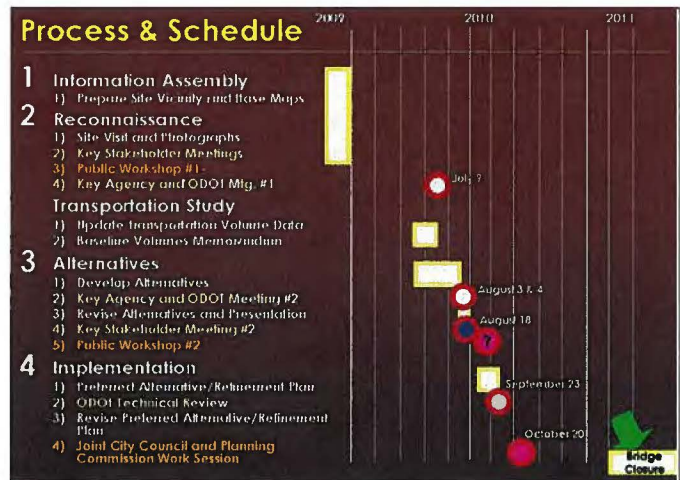 Process & Schedule
2009 2010 2011
1 Information Assembly
1) Prepare Site Vicinity and Base Maps
2 Reconnaissance
1) Site Visit and Photographs
2) Key Stakeholder Meetings
3) Public Workshop #1
4) Key Agency and ODOT Mtg. #1
July 7
Transportation Study
1) Update Transportation Volume Data
2) Baseline Volumes Memorandum
3 Alternatives
1) Develop Alternatives
2) Key Agency and ODOT Meeting #2
August 3 & 4
3) Revise Alternatives and Presentation
4) Key Stakeholder Meeting #2
August 18
5) Public Workshop #2
?
4 Implementation
1) Preferred Alternative/Refinement Plan
September 23
2) ODOT Technical Review
3) Revise Preferred Alternative/Refinement
Plan
October 20
4) Joint City Council and Planning
Commission Work Session
Bridge
Closure